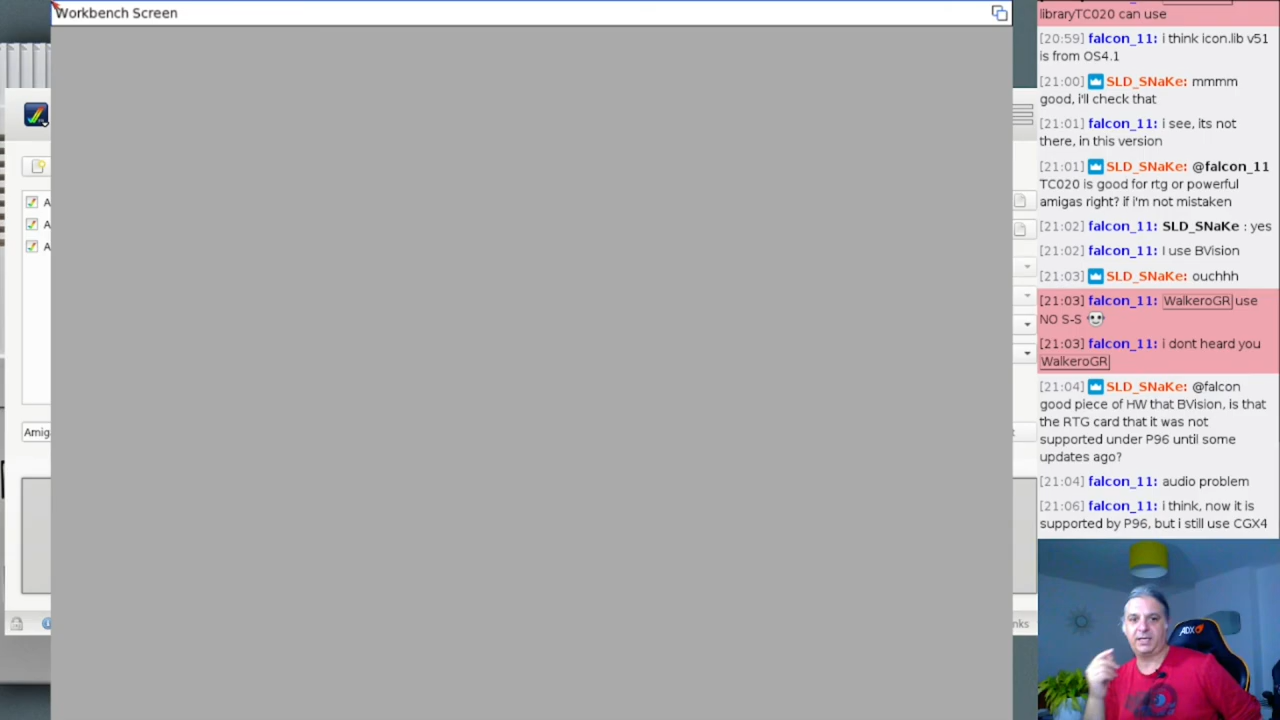 Workbench Screen
libraryTC020 can use
[20:59] falcon_11: i think icon.lib v51
is from OS4.1
[21:00] SLD_SNaKe: mmmm
good, i'll check that
[21:01] falcon_11: i see, its not
there, in this version
[21:01] SLD_SNaKe: @falcon_11
TC020 is good for rtg or powerful
amigas right? if i'm not mistaken
[21:02] falcon_11: SLD_SNaKe : yes
[21:02] falcon_11: I use BVision
[21:03] SLD_SNaKe: ouchhh
[21:03] falcon_11: WalkeroGR use
NO S-S
[21:03] falcon_11: i dont heard you
WalkeroGR
[21:04] SLD_SNaKe: @falcon
good piece of HW that BVision, is that
the RTG card that it was not
supported under P96 until some
updates ago?
[21:04] falcon_11: audio problem
[21:06] falcon_11: i think, now it is
supported by P96, but i still use CGX4
A
A
A
Amig
nks
ADX